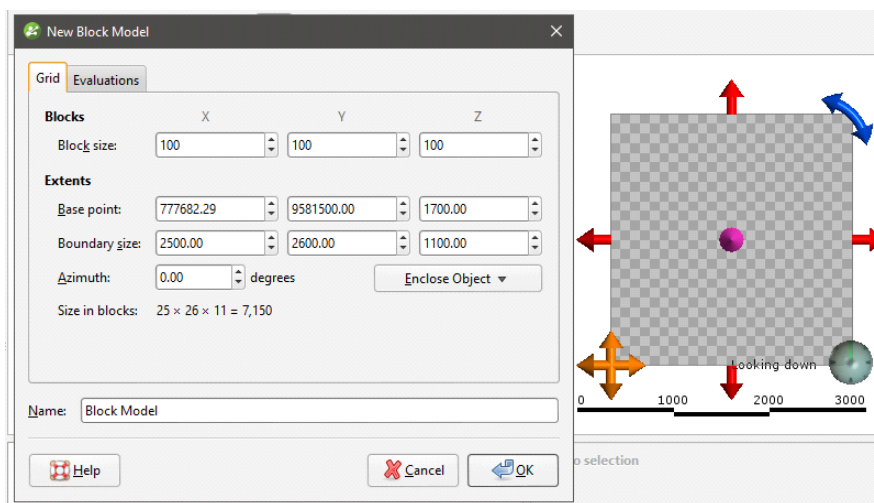 New Block Model
Grid Evaluations
Blocks X Y Z
Block size: 100 100 100
Extents
Base point: 777682.29 9581500.00 1700.00
Boundary size: 2500.00 2600.00 1100.00
Azimuth: 0.00 degrees Enclose Object
Size in blocks: 25 × 26 × 11 = 7,150
Name: Block Model
Help Cancel OK
Looking down
0 1000 2000 3000
o selection